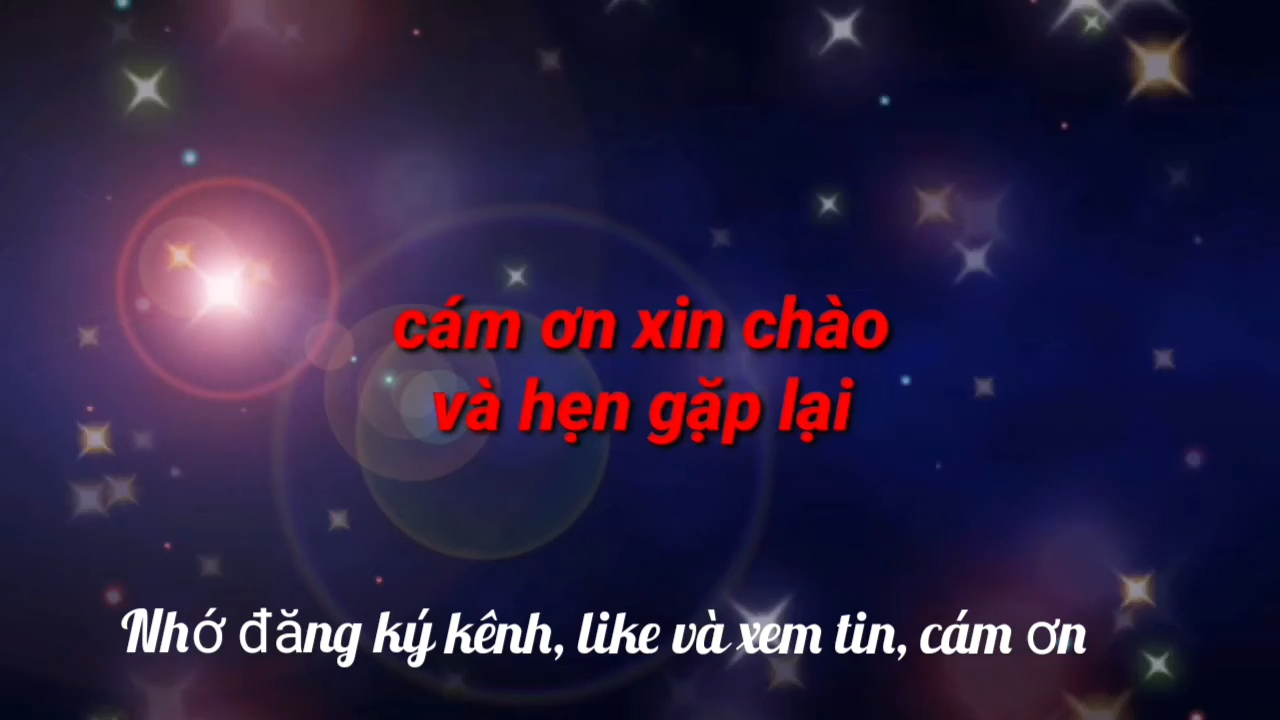 cám ơn xin chào
và hẹn gặp lại
Nhớ đăng ký kênh, like và xem tin, cám ơn